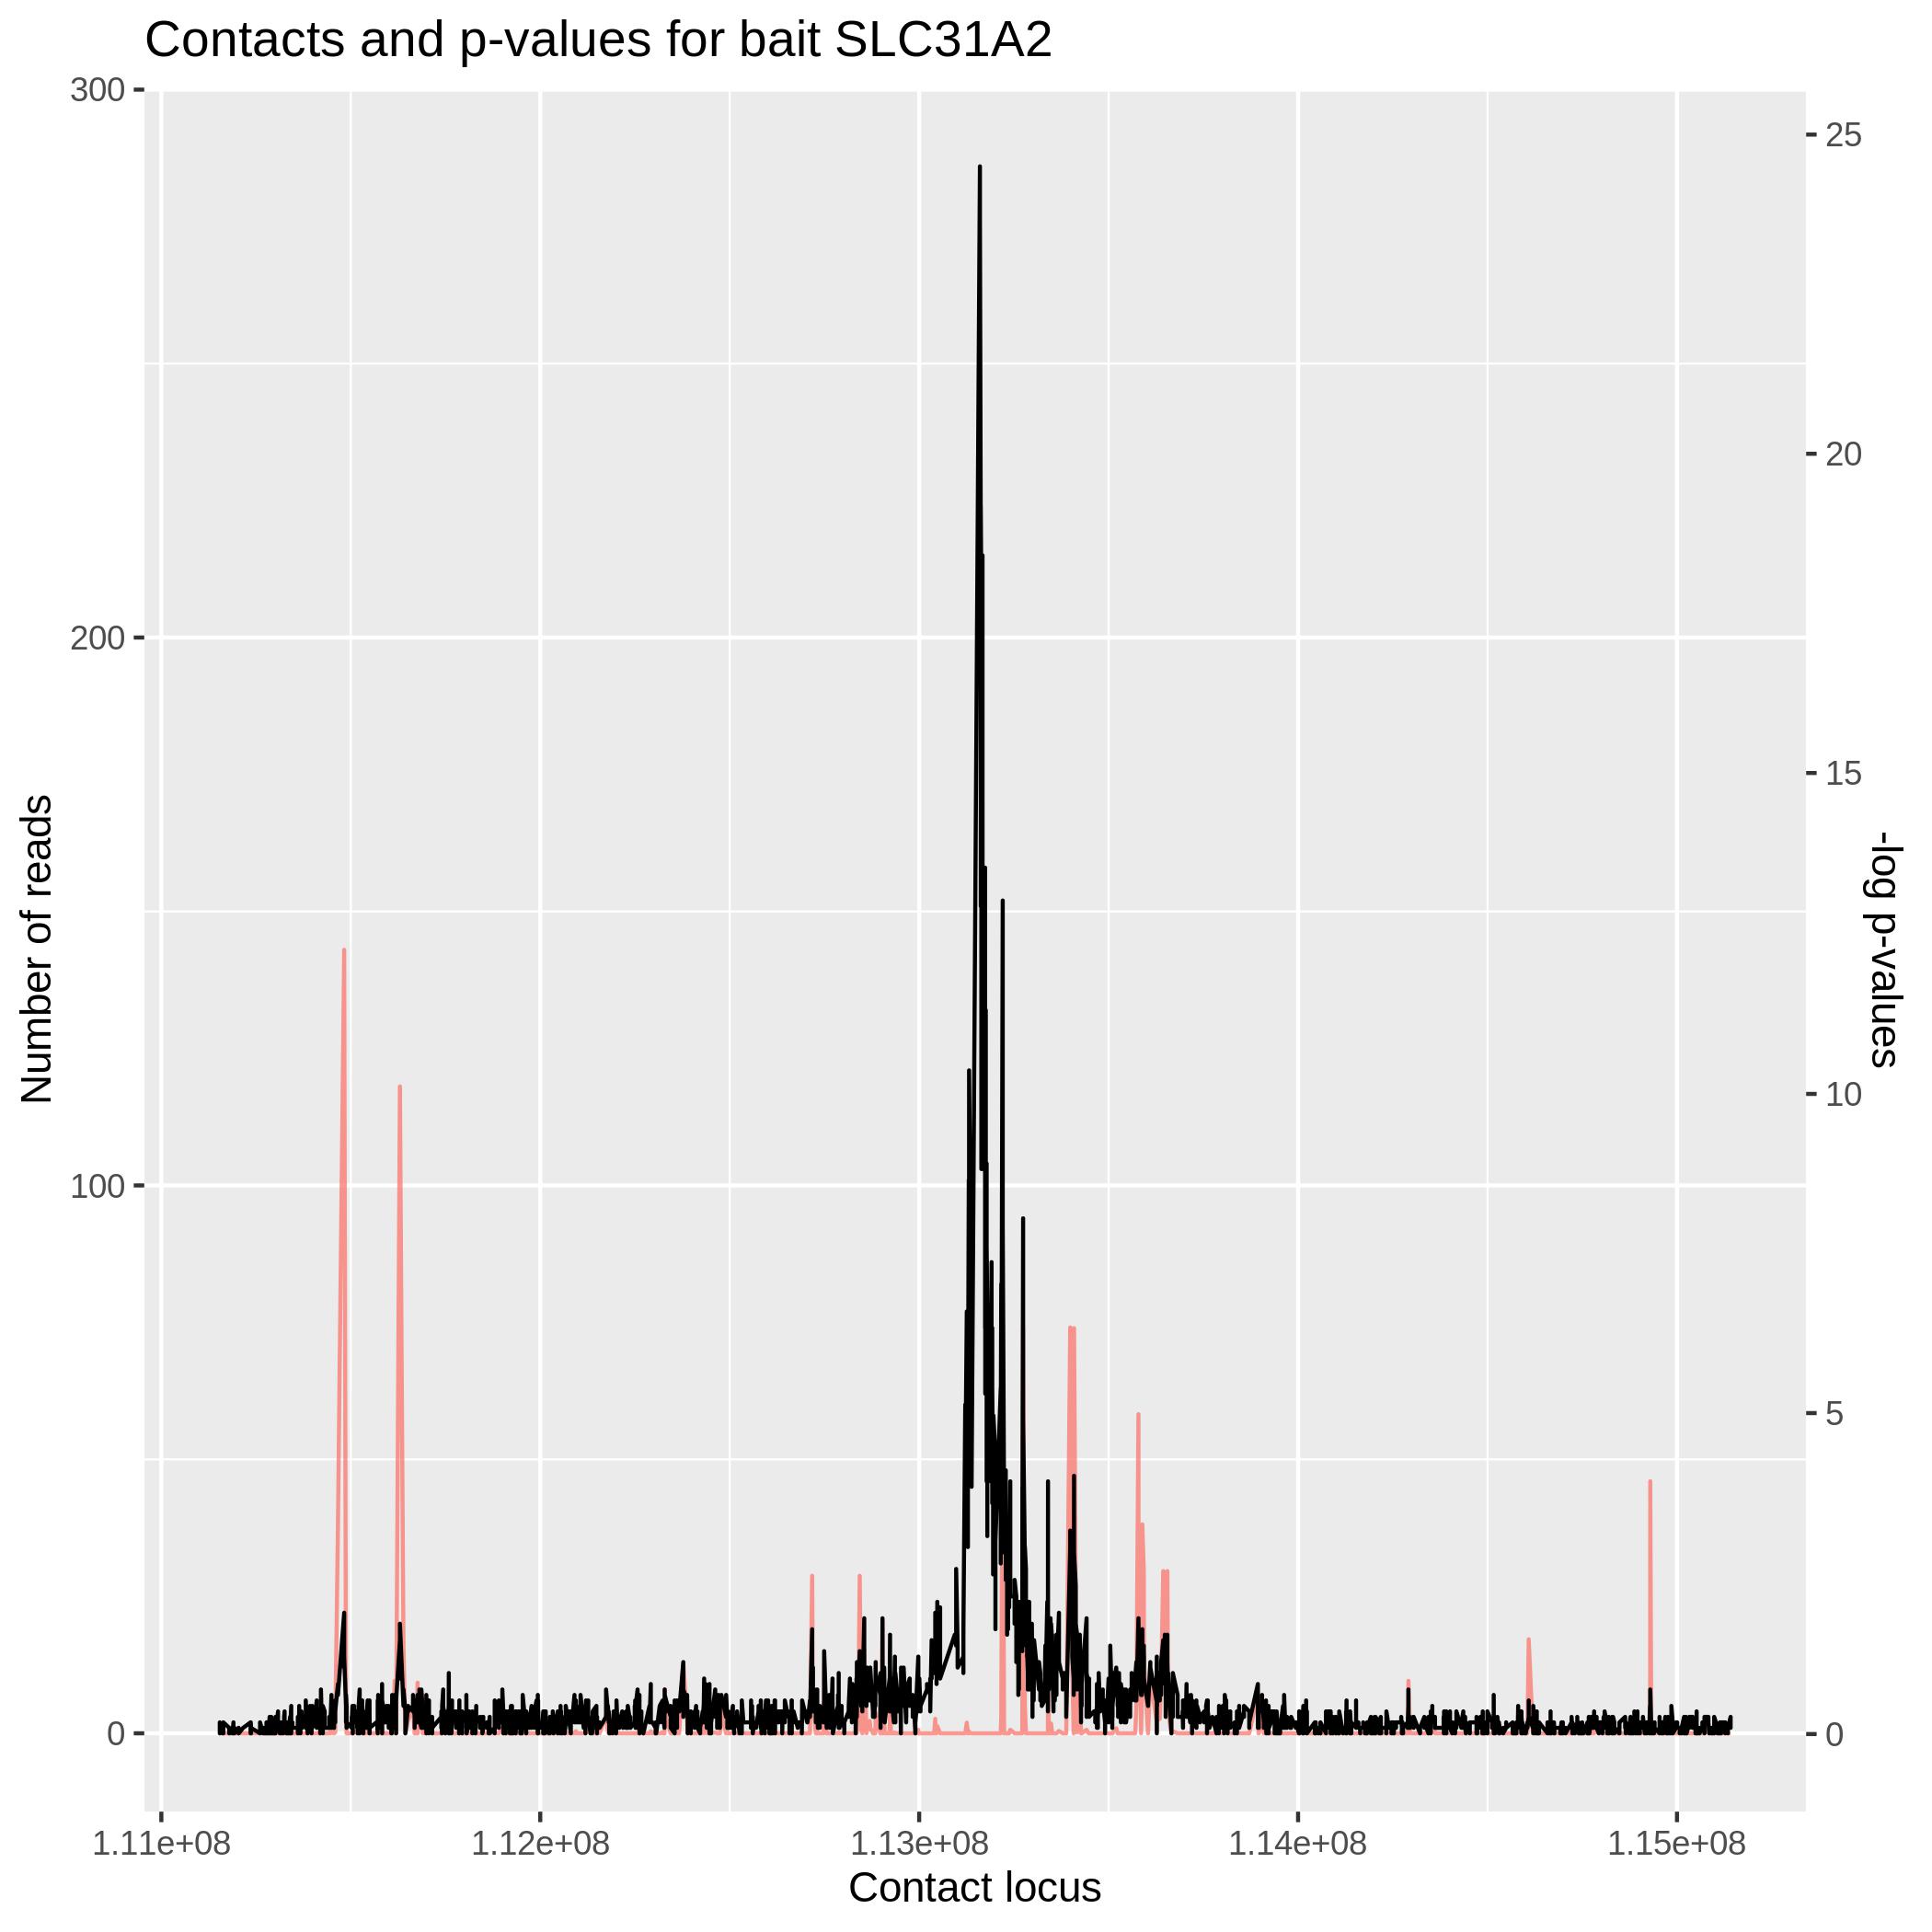 Contacts and p-values for bait SLC31A2
300
200
100
0
Number of reads
25
20
15
10
5
0
-log p-values
1.11e+08
1.12e+08
1.13e+08
1.14e+08
1.15e+08
Contact locus